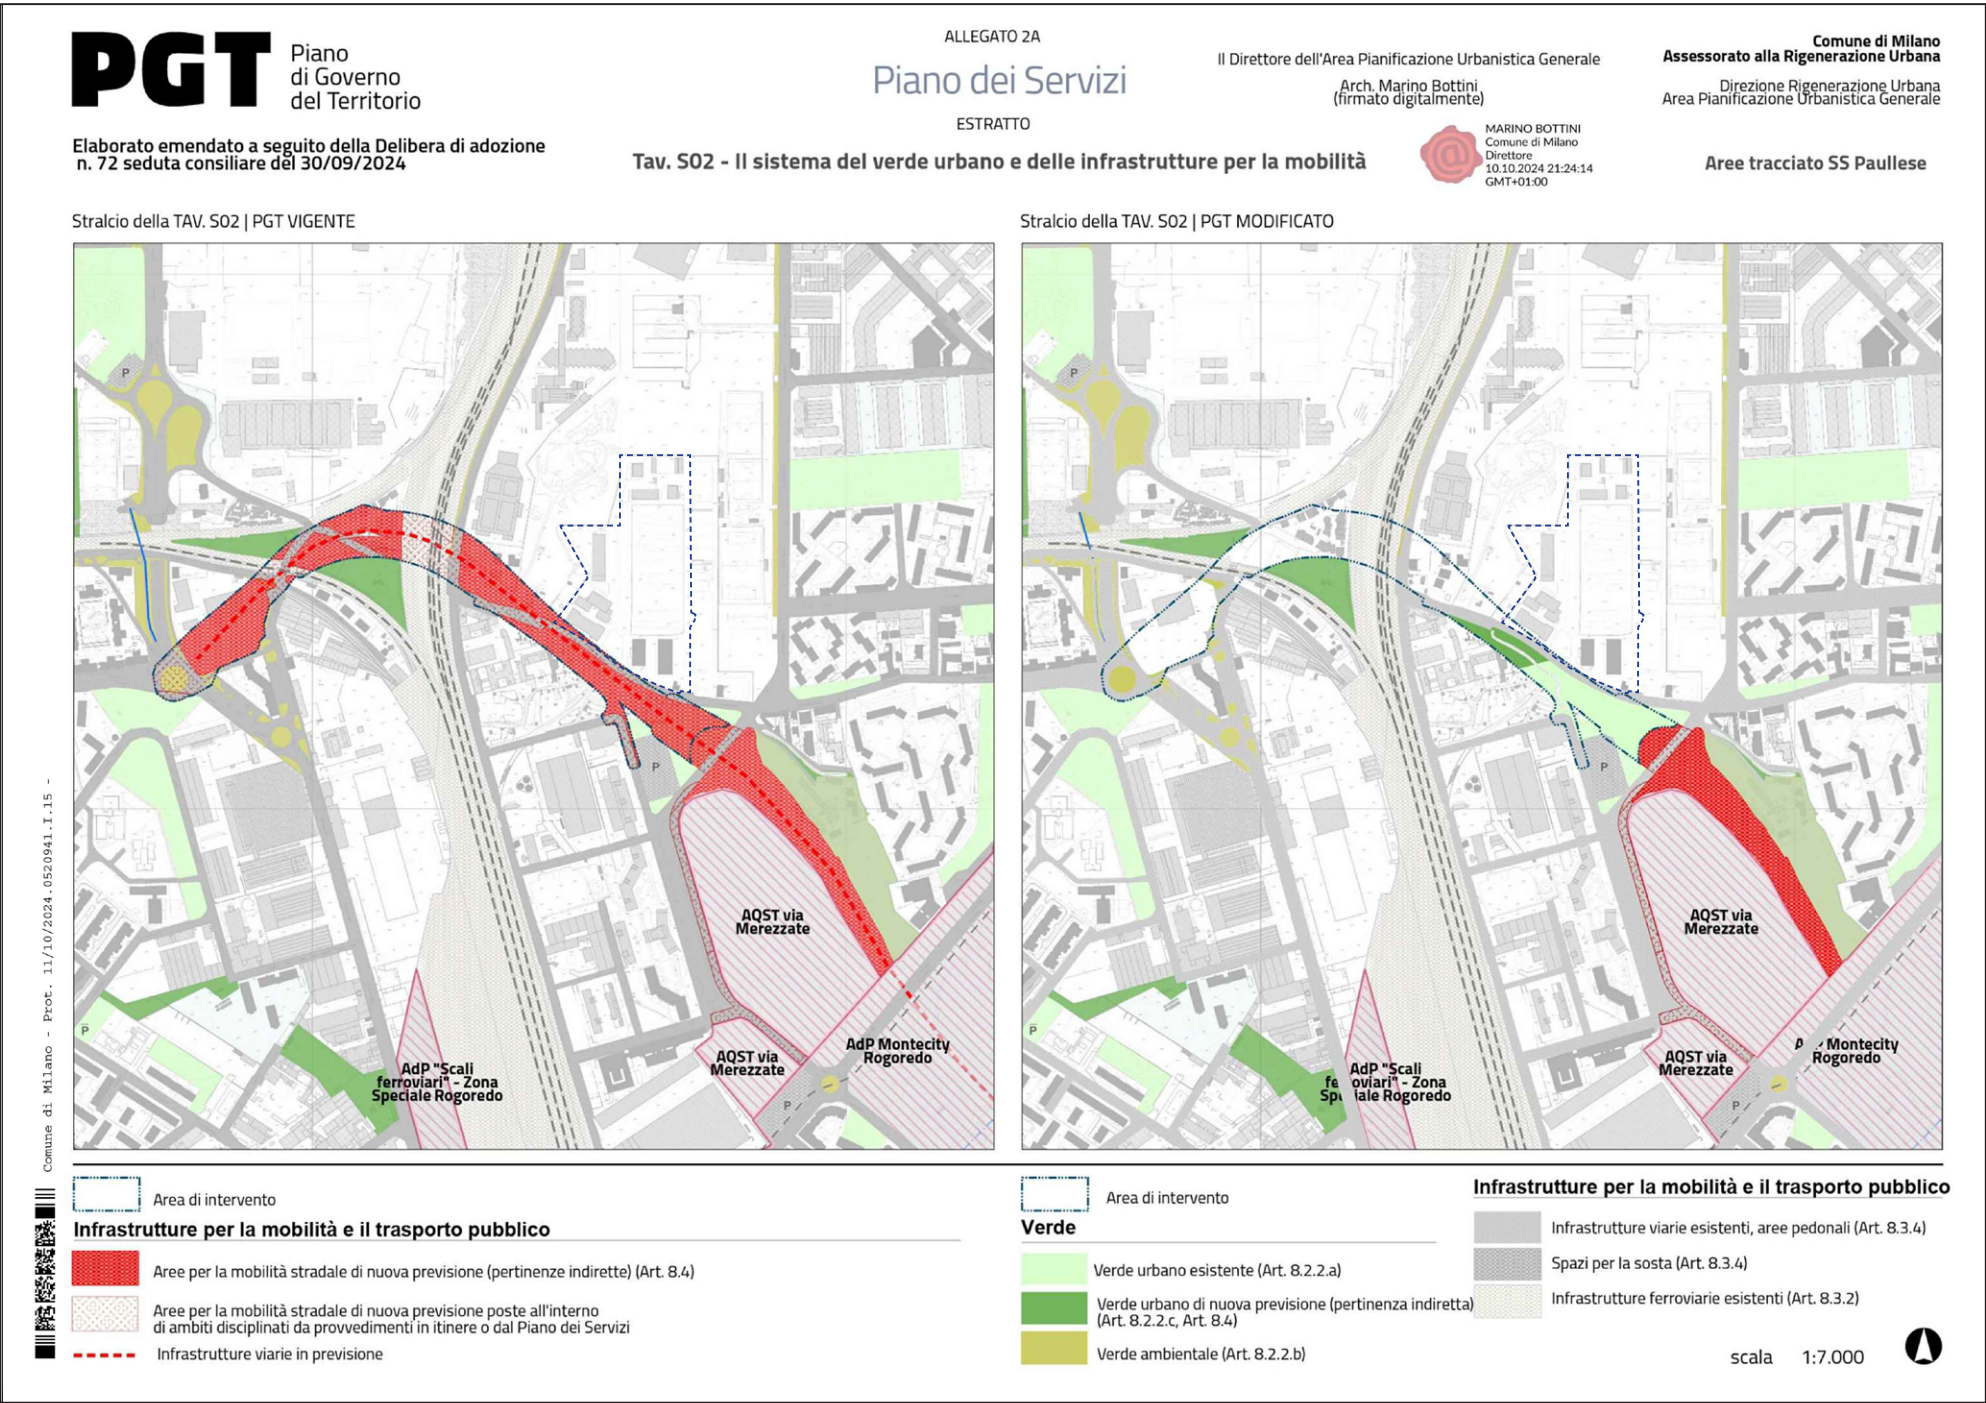 PGT
Piano
di Governo
del Territorio
Elaborato emendato a seguito della Delibera di adozione
n. 72 seduta consiliare del 30/09/2024
ALLEGATO 2A
Piano dei Servizi
ESTRATTO
Tav. S02 - Il sistema del verde urbano e delle infrastrutture per la mobilità
Il Direttore dell'Area Pianificazione Urbanistica Generale
Arch. Marino Bottini
(firmato digitalmente)
MARINO BOTTINI
Comune di Milano
Direttore
10.10.2024 21:24:14
GMT+01:00
Comune di Milano
Assessorato alla Rigenerazione Urbana
Direzione Rigenerazione Urbana
Area Pianificazione Urbanistica Generale
Aree tracciato SS Paullese
Stralcio della TAV. S02 | PGT VIGENTE
P
P
AQST via
Merezzate
P
AdP "Scali
ferroviari" - Zona
Speciale Rogoredo
AQST via
Merezzate
AdP Montecity
Rogoredo
P
Stralcio della TAV. S02 | PGT MODIFICATO
P
P
AQST via
Merezzate
P
AdP "Scali
ferroviari" - Zona
Speciale Rogoredo
AQST via
Merezzate
Montecity
Rogoredo
P
Comune di Milano - Prot. 11/10/2024.0520941.I.15 -
Area di intervento
Infrastrutture per la mobilità e il trasporto pubblico
Aree per la mobilità stradale di nuova previsione (pertinenze indirette) (Art. 8.4)
Aree per la mobilità stradale di nuova previsione poste all'interno
di ambiti disciplinati da provvedimenti in itinere o dal Piano dei Servizi
Infrastrutture viarie in previsione
Area di intervento
Verde
Verde urbano esistente (Art. 8.2.2.a)
Verde urbano di nuova previsione (pertinenza indiretta)
(Art. 8.2.2.c, Art. 8.4)
Verde ambientale (Art. 8.2.2.b)
Infrastrutture per la mobilità e il trasporto pubblico
Infrastrutture viarie esistenti, aree pedonali (Art. 8.3.4)
Spazi per la sosta (Art. 8.3.4)
Infrastrutture ferroviarie esistenti (Art. 8.3.2)
scala 1:7.000